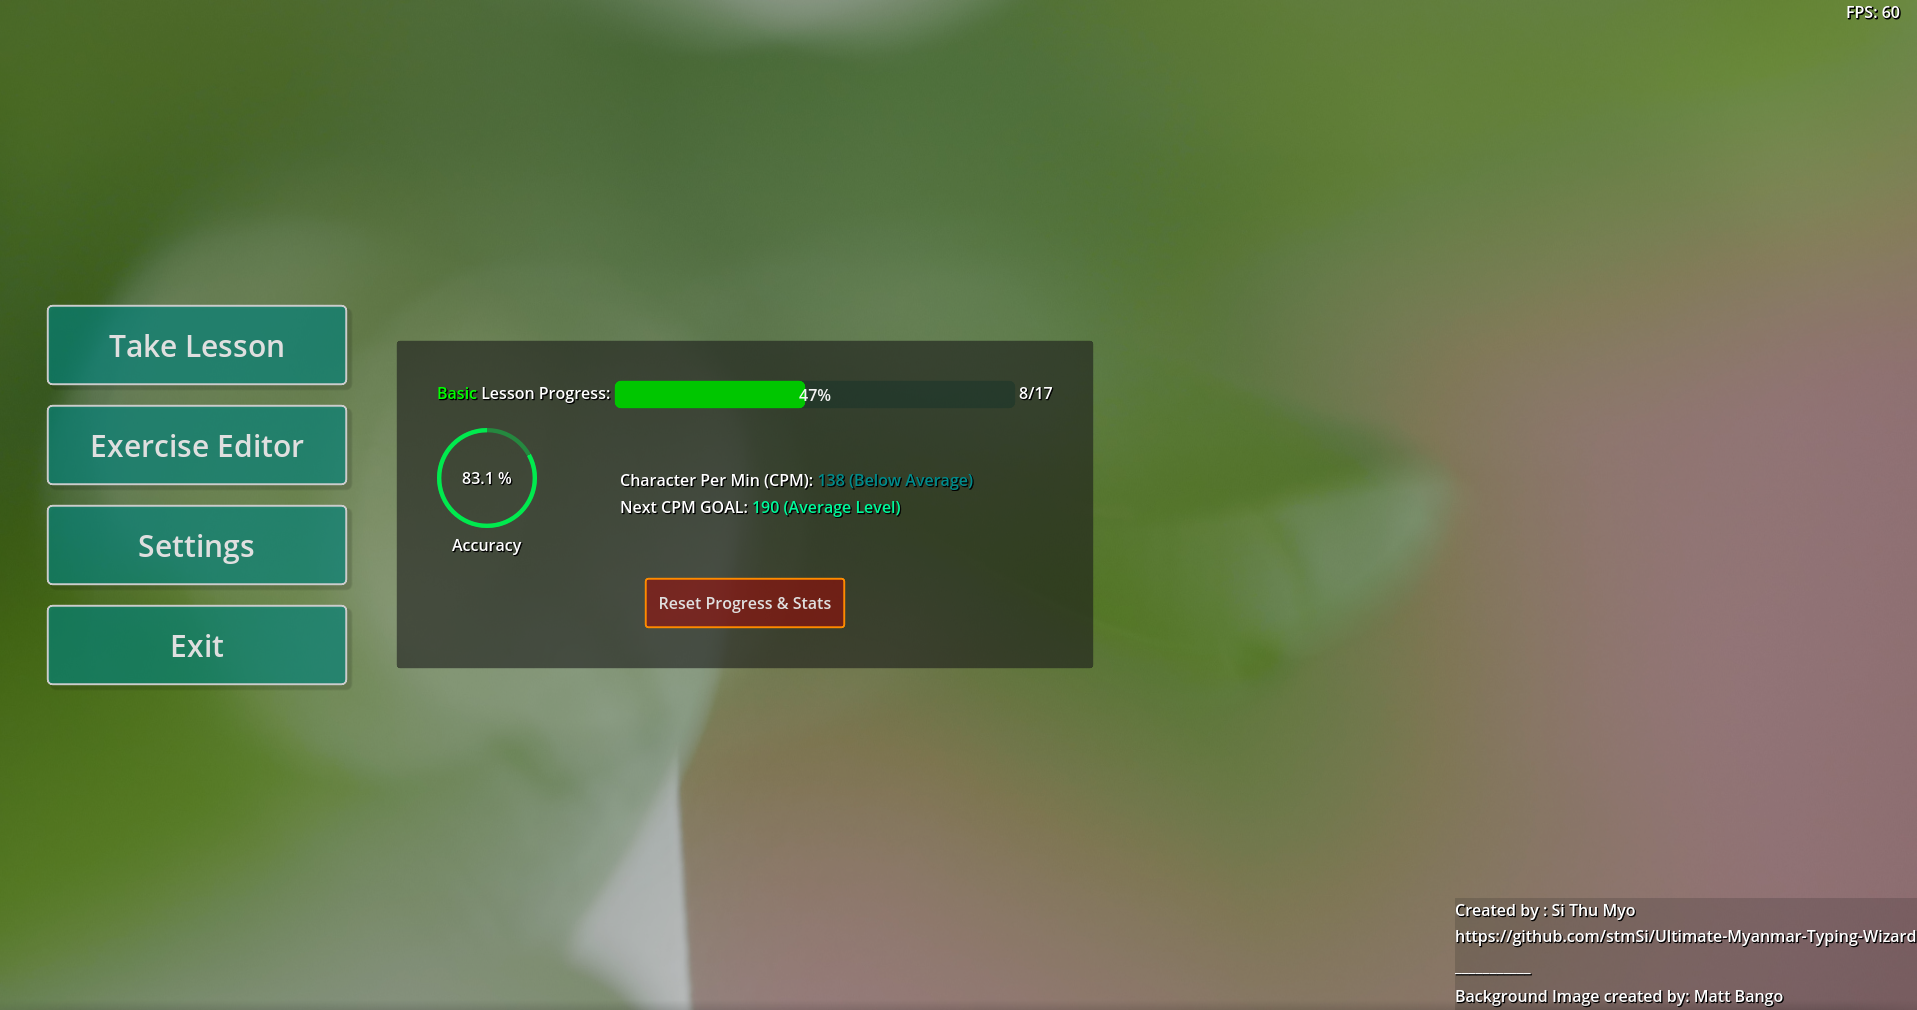 FPS: 60
Take Lesson
Exercise Editor
Settings
Exit
Basic Lesson Progress: 47% 8/17
83.1 %
Accuracy
Character Per Min (CPM): 138 (Below Average)
Next CPM GOAL: 190 (Average Level)
Reset Progress & Stats
Created by : Si Thu Myo
https://github.com/stmSi/Ultimate-Myanmar-Typing-Wizard
___________
Background Image created by: Matt Bango